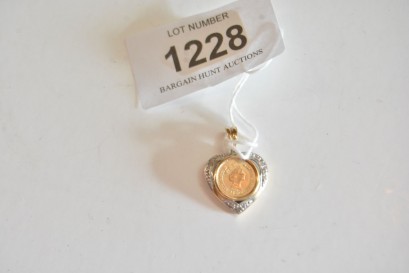 LOT NUMBER
1228
BARGAIN HUNT AUCTIONS